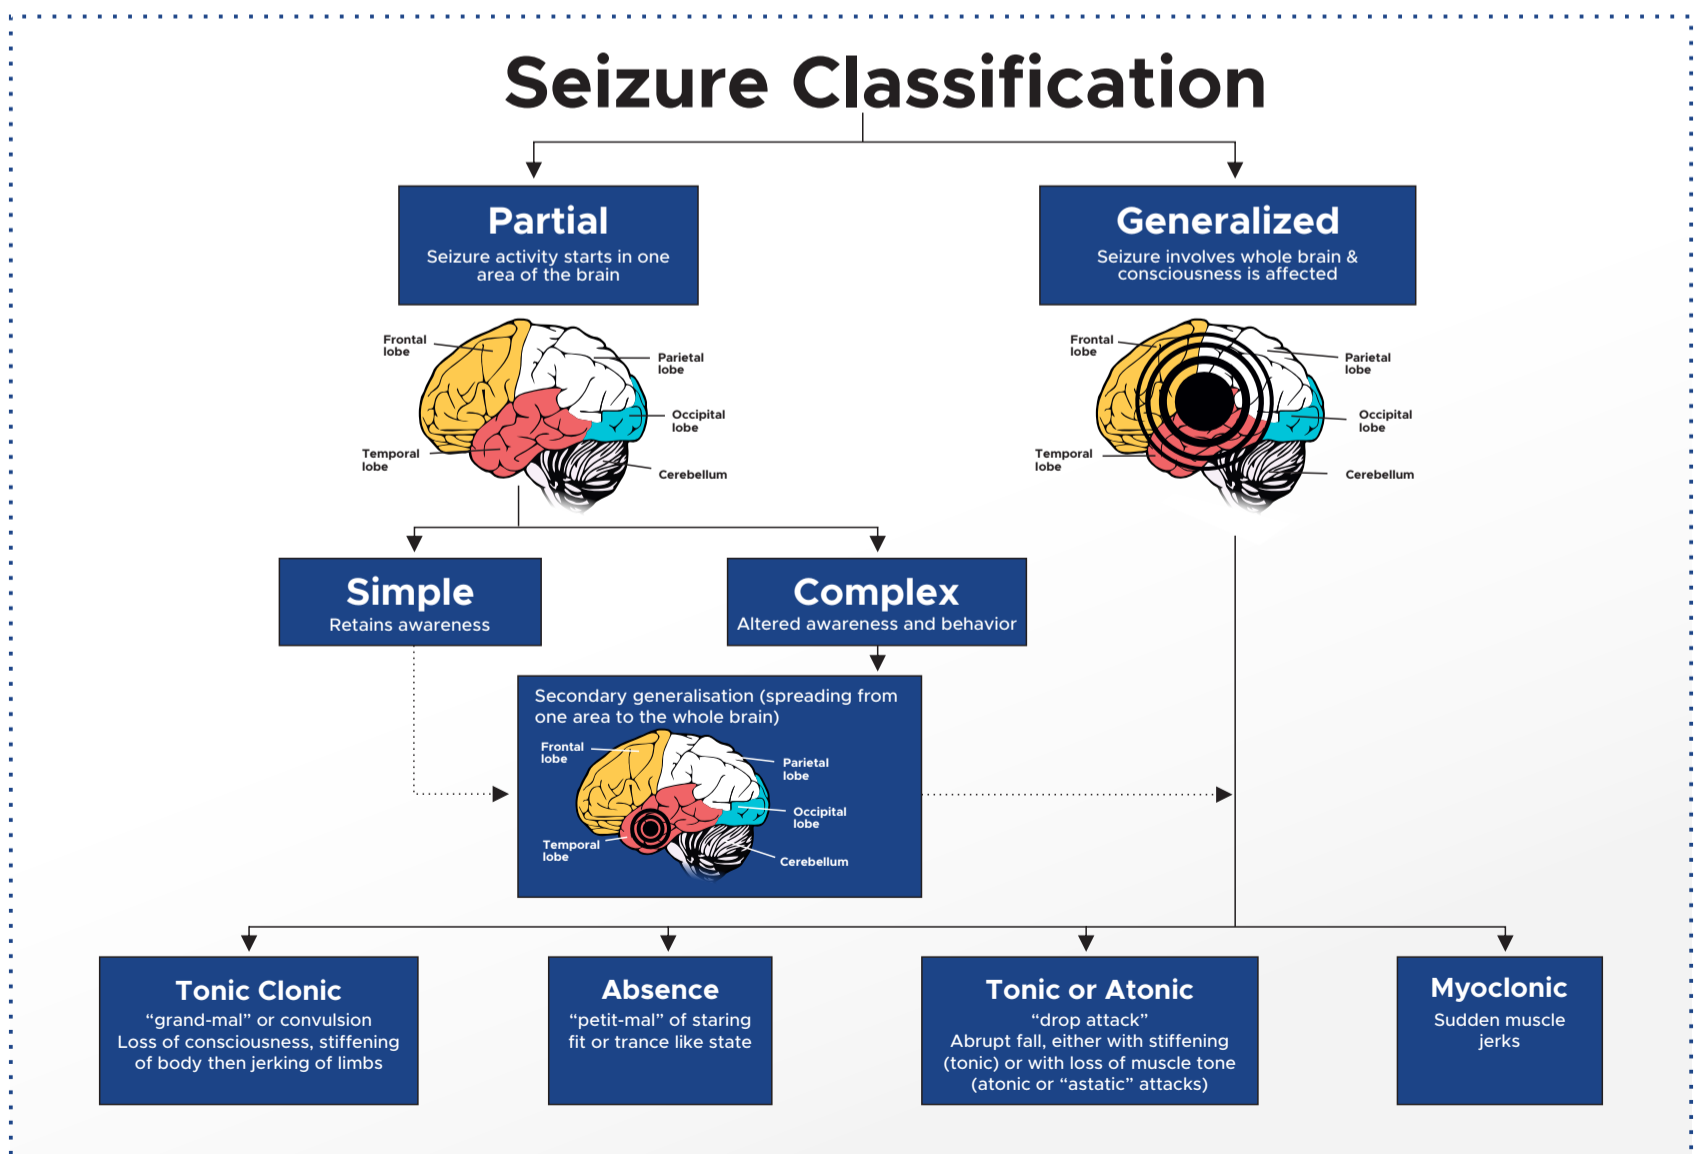 Seizure Classification
Partial
Seizure activity starts in one
area of the brain
Generalized
Seizure involves whole brain &
consciousness is affected
Frontal
lobe
Parietal
lobe
Occipital
lobe
Temporal
lobe
Cerebellum
Frontal
lobe
Parietal
lobe
Occipital
lobe
Temporal
lobe
Cerebellum
Simple
Retains awareness
Complex
Altered awareness and behavior
Secondary generalisation (spreading from
one area to the whole brain)
Frontal
lobe
Parietal
lobe
Occipital
lobe
Temporal
lobe
Cerebellum
Tonic Clonic
“grand-mal” or convulsion
Loss of consciousness, stiffening
of body then jerking of limbs
Absence
“petit-mal” of staring
fit or trance like state
Tonic or Atonic
“drop attack”
Abrupt fall, either with stiffening
(tonic) or with loss of muscle tone
(atonic or “astatic” attacks)
Myoclonic
Sudden muscle
jerks